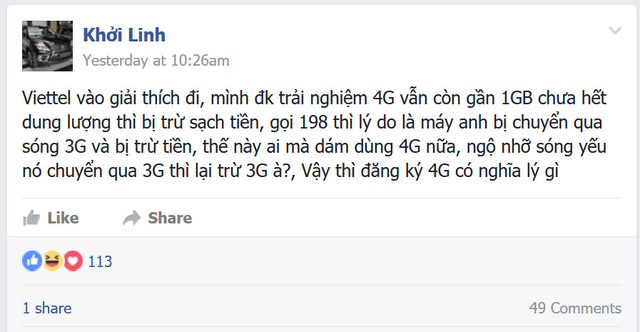 Khởi Linh
Yesterday at 10:26am
Viettel vào giải thích đi, mình đk trải nghiệm 4G vẫn còn gần 1GB chưa hết
dung lượng thì bị trừ sạch tiền, gọi 198 thì lý do là máy anh bị chuyển qua
sóng 3G và bị trừ tiền, thế này ai mà dám dùng 4G nữa, ngộ nhỡ sóng yếu
nó chuyển qua 3G thì lại trừ 3G à?, Vậy thì đăng ký 4G có nghĩa lý gì
Like Share
113
1 share 49 Comments